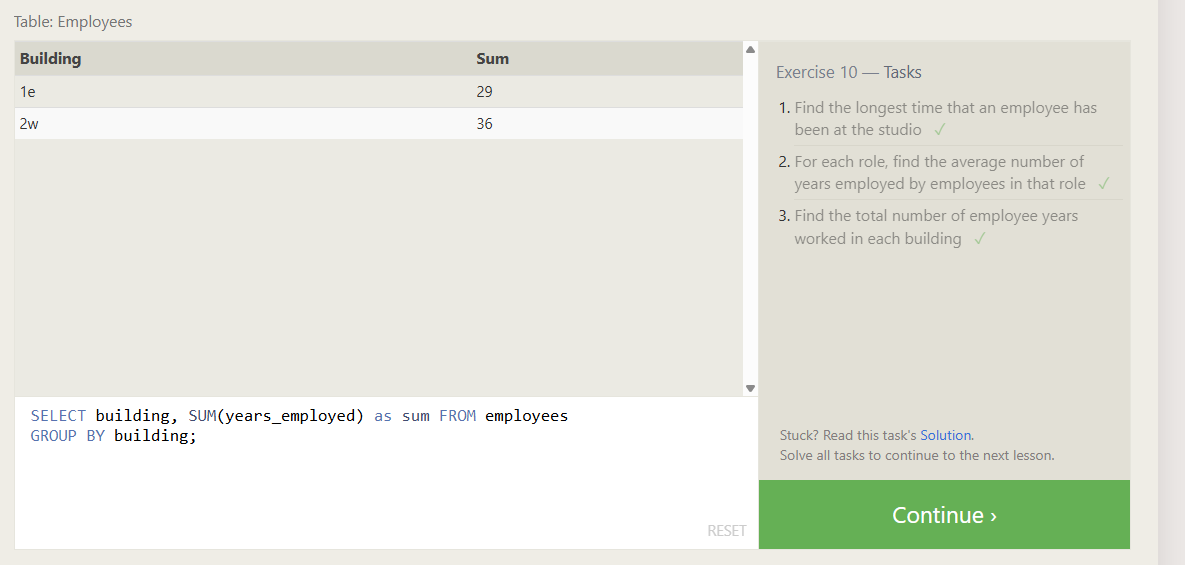 Table: Employees
Building Sum
1e 29
2w 36
SELECT building, SUM(years_employed) as sum FROM employees
GROUP BY building;
RESET
Exercise 10 — Tasks
1. Find the longest time that an employee has
been at the studio ✓
2. For each role, find the average number of
years employed by employees in that role ✓
3. Find the total number of employee years
worked in each building ✓
Stuck? Read this task's Solution.
Solve all tasks to continue to the next lesson.
Continue ›